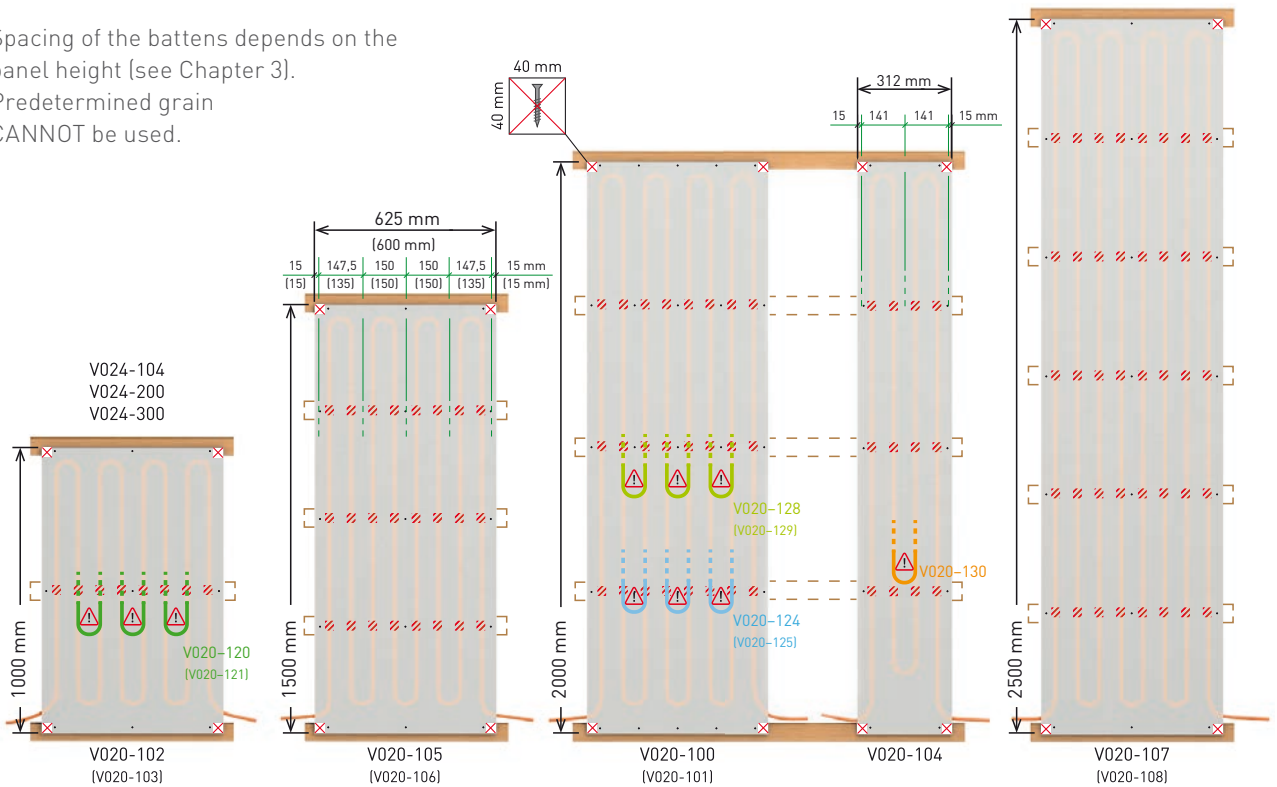 Spacing of the battens depends on the
panel height (see Chapter 3).
Predetermined grain
CANNOT be used.
40 mm
40 mm
312 mm
15 141 141 15 mm
625 mm
(600 mm)
15 147,5 150 150 147,5 15 mm
(15) (135) (150) (150) (135) (15 mm)
V024-104
V024-200
V024-300
1000 mm
1500 mm
2000 mm
2500 mm
V020-128
(V020-129)
V020-130
V020-124
(V020-125)
V020-120
(V020-121)
V020-102
(V020-103)
V020-105
(V020-106)
V020-100
(V020-101)
V020-104
V020-107
(V020-108)